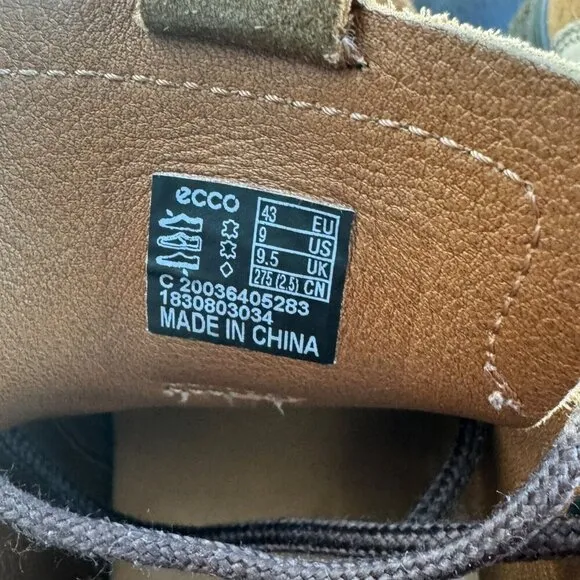 ecco
43 EU
9 US
9.5 UK
275 (2.5) CN
C 20036405283
1830803034
MADE IN CHINA